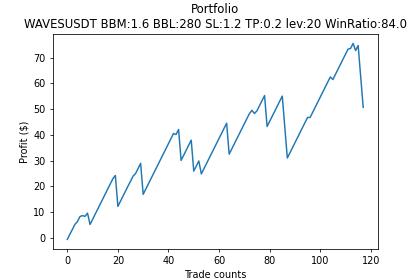 Portfolio
WAVESUSDT BBM:1.6 BBL:280 SL:1.2 TP:0.2 lev:20 WinRatio:84.0
Profit ($)
70
60
50
40
30
20
10
0
0 20 40 60 80 100 120
Trade counts